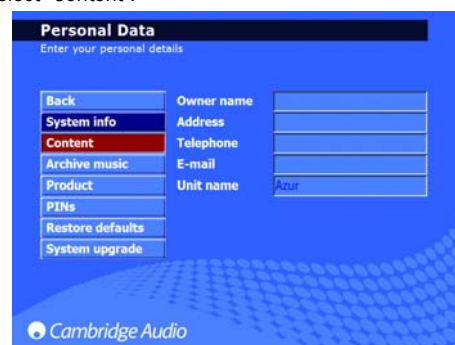 Personal Data
Enter your personal details
Back
Owner name
System info
Address
Content
Telephone
Archive music
E-mail
Product
Unit name
Azur
PINs
Restore defaults
System upgrade
Cambridge Audio